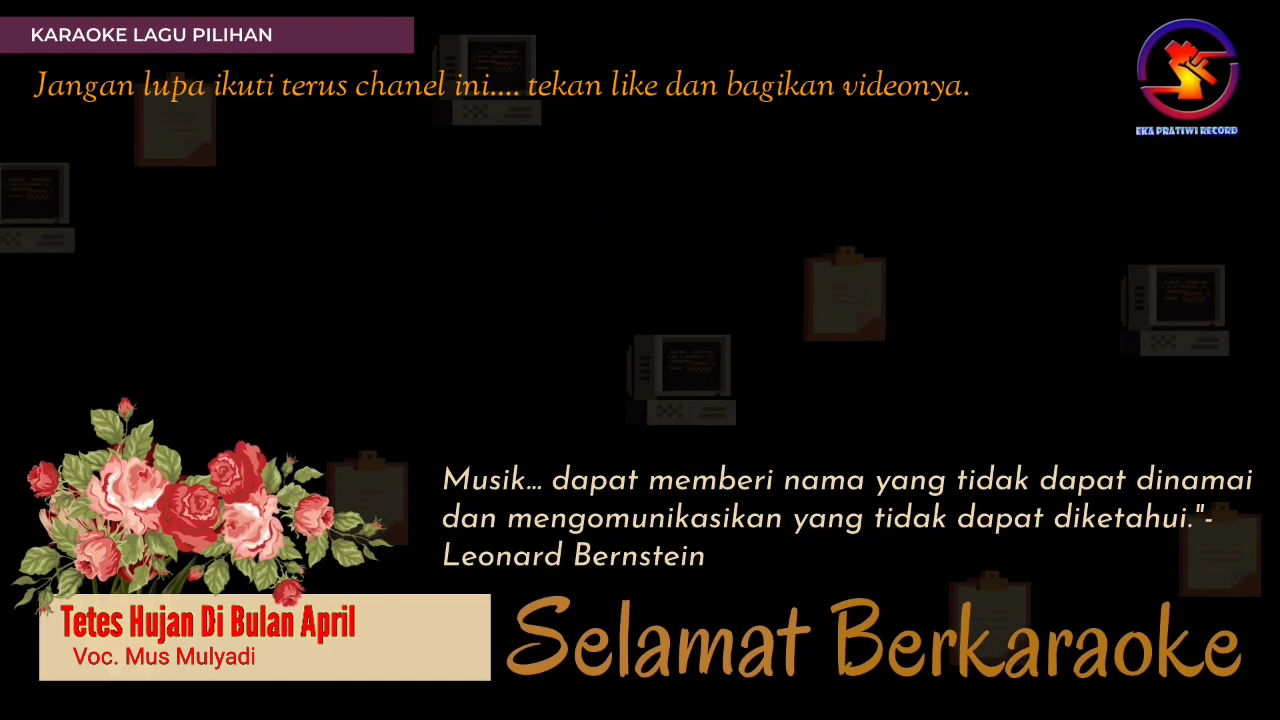 KARAOKE LAGU PILIHAN
Jangan lupa ikuti terus chanel ini.... tekan like dan bagikan videonya.
EKA PRATIWI RECORD
Musik... dapat memberi nama yang tidak dapat dinamai
dan mengomunikasikan yang tidak dapat diketahui."-
Leonard Bernstein
Tetes Hujan Di Bulan April
Voc. Mus Mulyadi
Selamat Berkaraoke